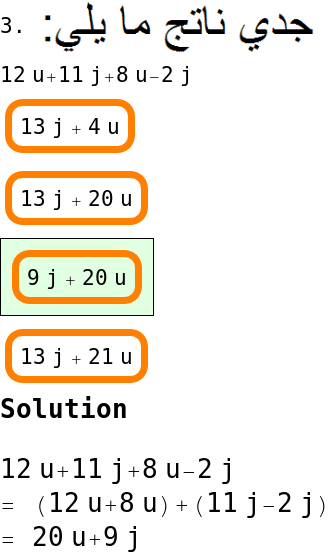 3. جدي ناتج ما يلي:
12 u+11 j+8 u−2 j
13 j + 4 u
13 j + 20 u
9 j + 20 u
13 j + 21 u
Solution
12 u+11 j+8 u−2 j
= (12 u+8 u)+(11 j−2 j)
= 20 u+9 j